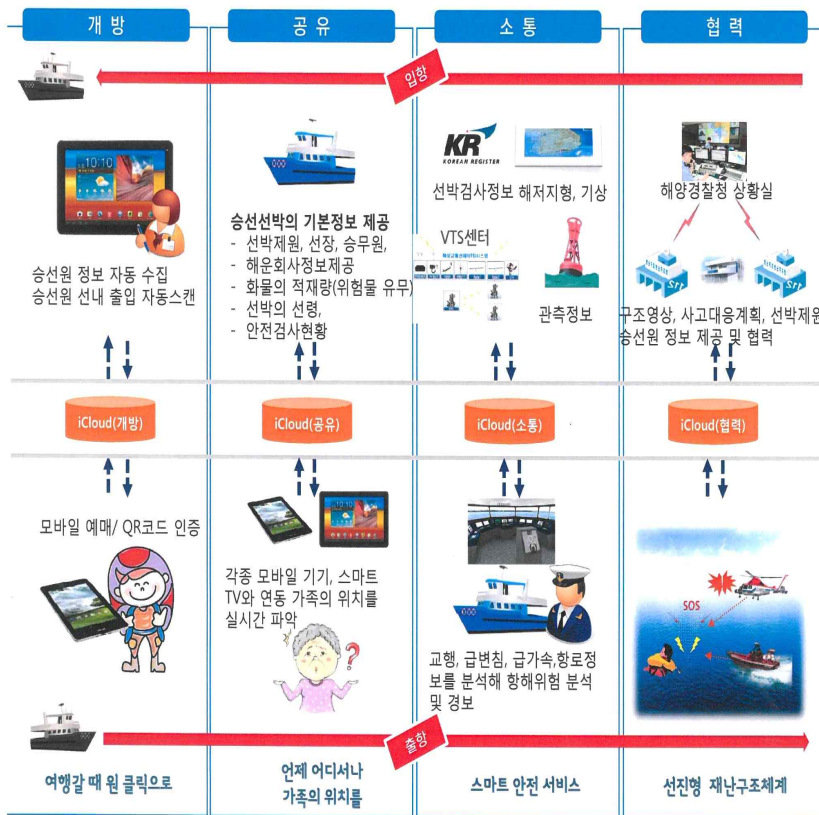 개 방
공 유
소 통
협 력
입항
승선원 정보 자동 수집
승선원 선내 출입 자동스캔
승선선박의 기본정보 제공
- 선박제원, 선장, 승무원,
- 해운회사정보제공
- 화물의 적재량(위험물 유무)
- 선박의 선령,
- 안전검사현황
KR
KOREAN REGISTER
선박검사정보 해저지형, 기상
VTS센터
관측정보
해양경찰청 상황실
구조영상, 사고대응계획, 선박제원
승선원 정보 제공 및 협력
iCloud(개방)
iCloud(공유)
iCloud(소통)
iCloud(협력)
모바일 예매/ QR코드 인증
각종 모바일 기기, 스마트
TV와 연동 가족의 위치를
실시간 파악
교행, 급변침, 급가속,항로정
보를 분석해 항해위험 분석
및 경보
SOS
출항
여행갈 때 원 클릭으로
언제 어디서나
가족의 위치를
스마트 안전 서비스
선진형 재난구조체계